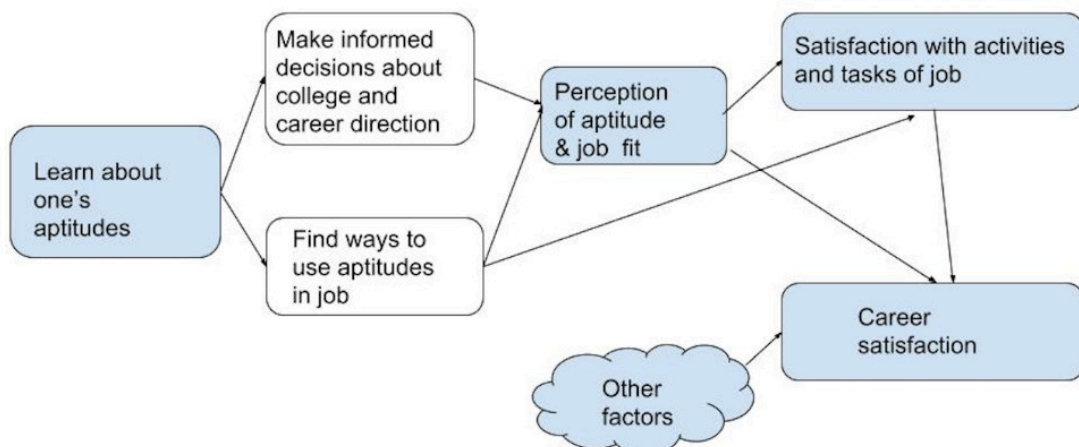 Make informed
decisions about
college and
career direction
Satisfaction with activities
and tasks of job
Perception
of aptitude
& job fit
Learn about
one's
aptitudes
Find ways to
use aptitudes
in job
Career
satisfaction
Other
factors